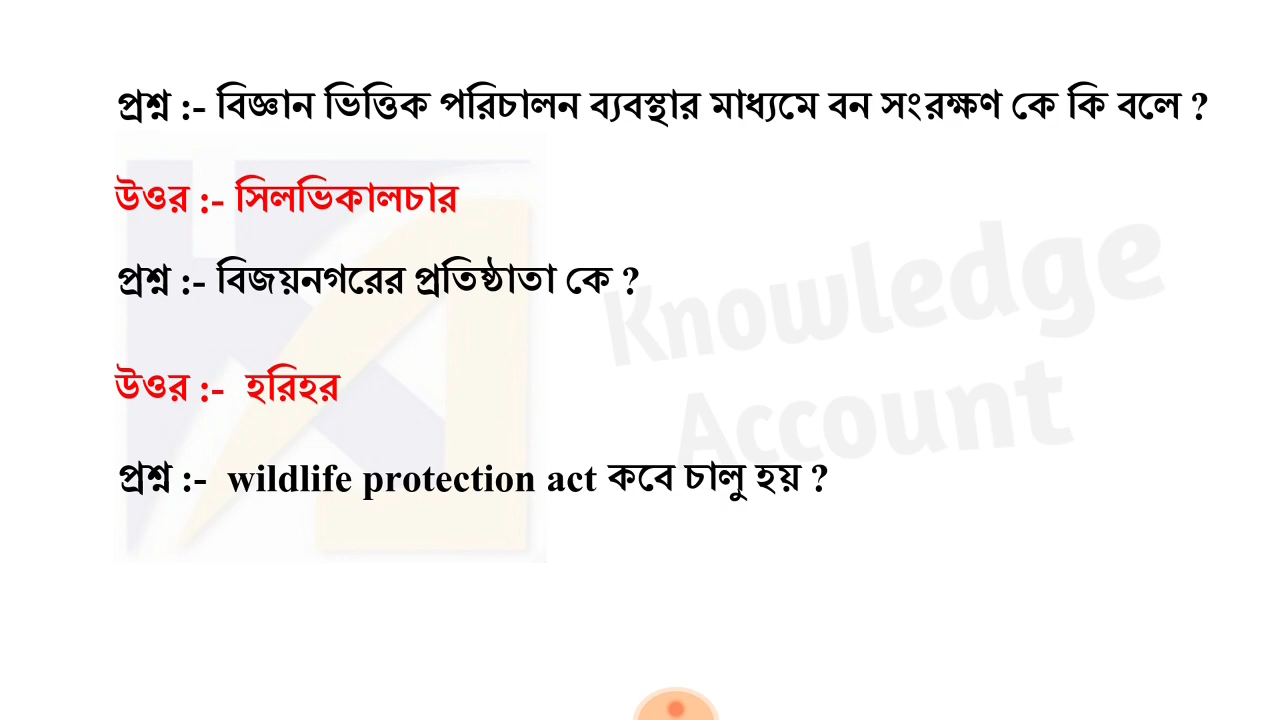 প্রশ্ন :- বিজ্ঞান ভিত্তিক পরিচালন ব্যবস্থার মাধ্যমে বন সংরক্ষণ কে কি বলে ?
উওর :- সিলভিকালচার
প্রশ্ন :- বিজয়নগরের প্রতিষ্ঠাতা কে ?
Knowledge
উওর :- হরিহর
Account
প্রশ্ন :- wildlife protection act কবে চালু হয় ?